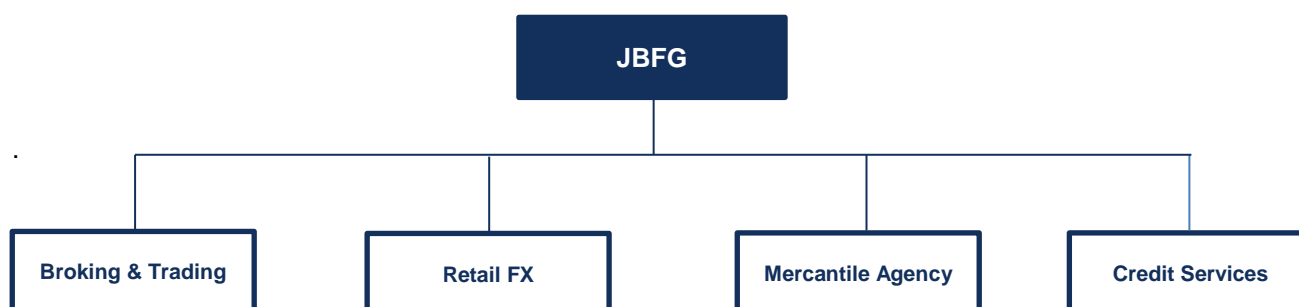 JBFG
.
Broking & Trading
Retail FX
Mercantile Agency
Credit Services